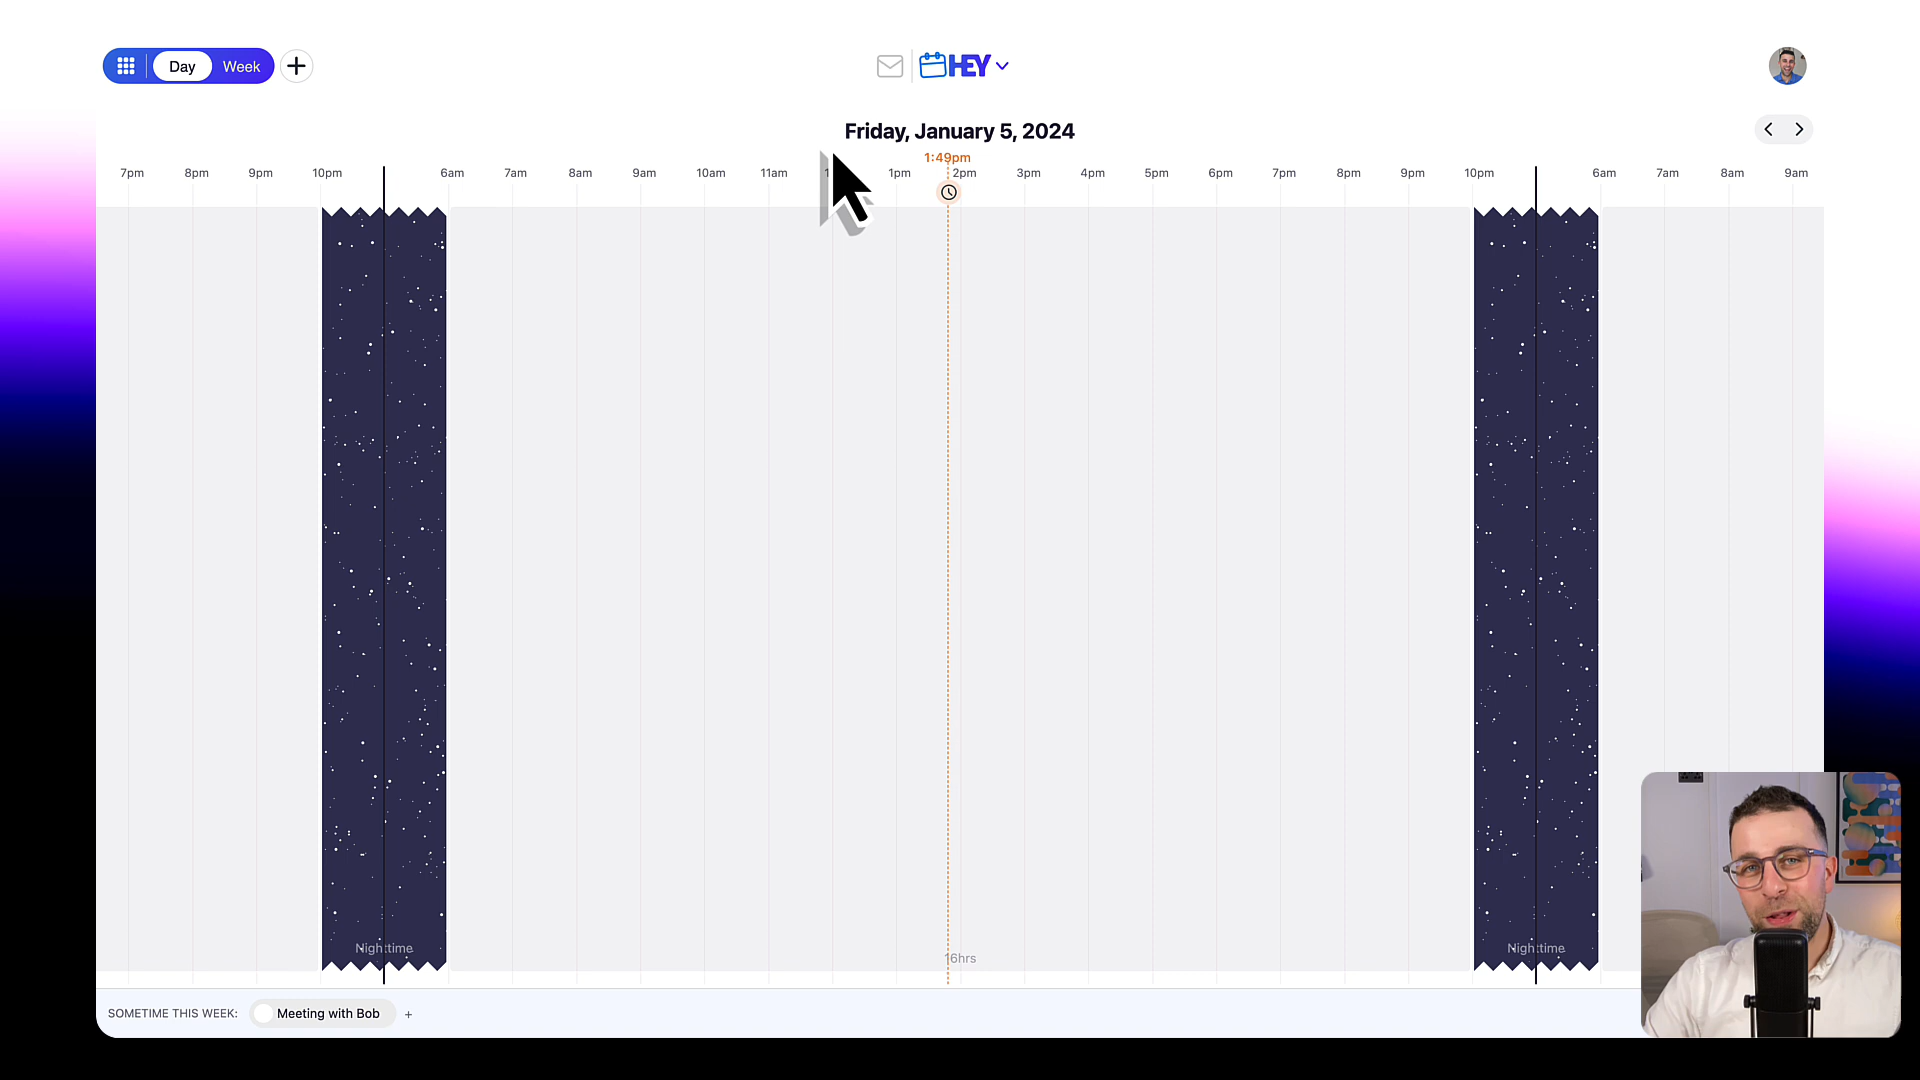 Day Week
HEY
Friday, January 5, 2024
1:49pm
7pm 8pm 9pm 10pm 6am 7am 8am 9am 10am 11am 1pm 2pm 3pm 4pm 5pm 6pm 7pm 8pm 9pm 10pm 6am 7am 8am 9am
Nighttime Nighttime
16hrs
SOMETIME THIS WEEK: Meeting with Bob +